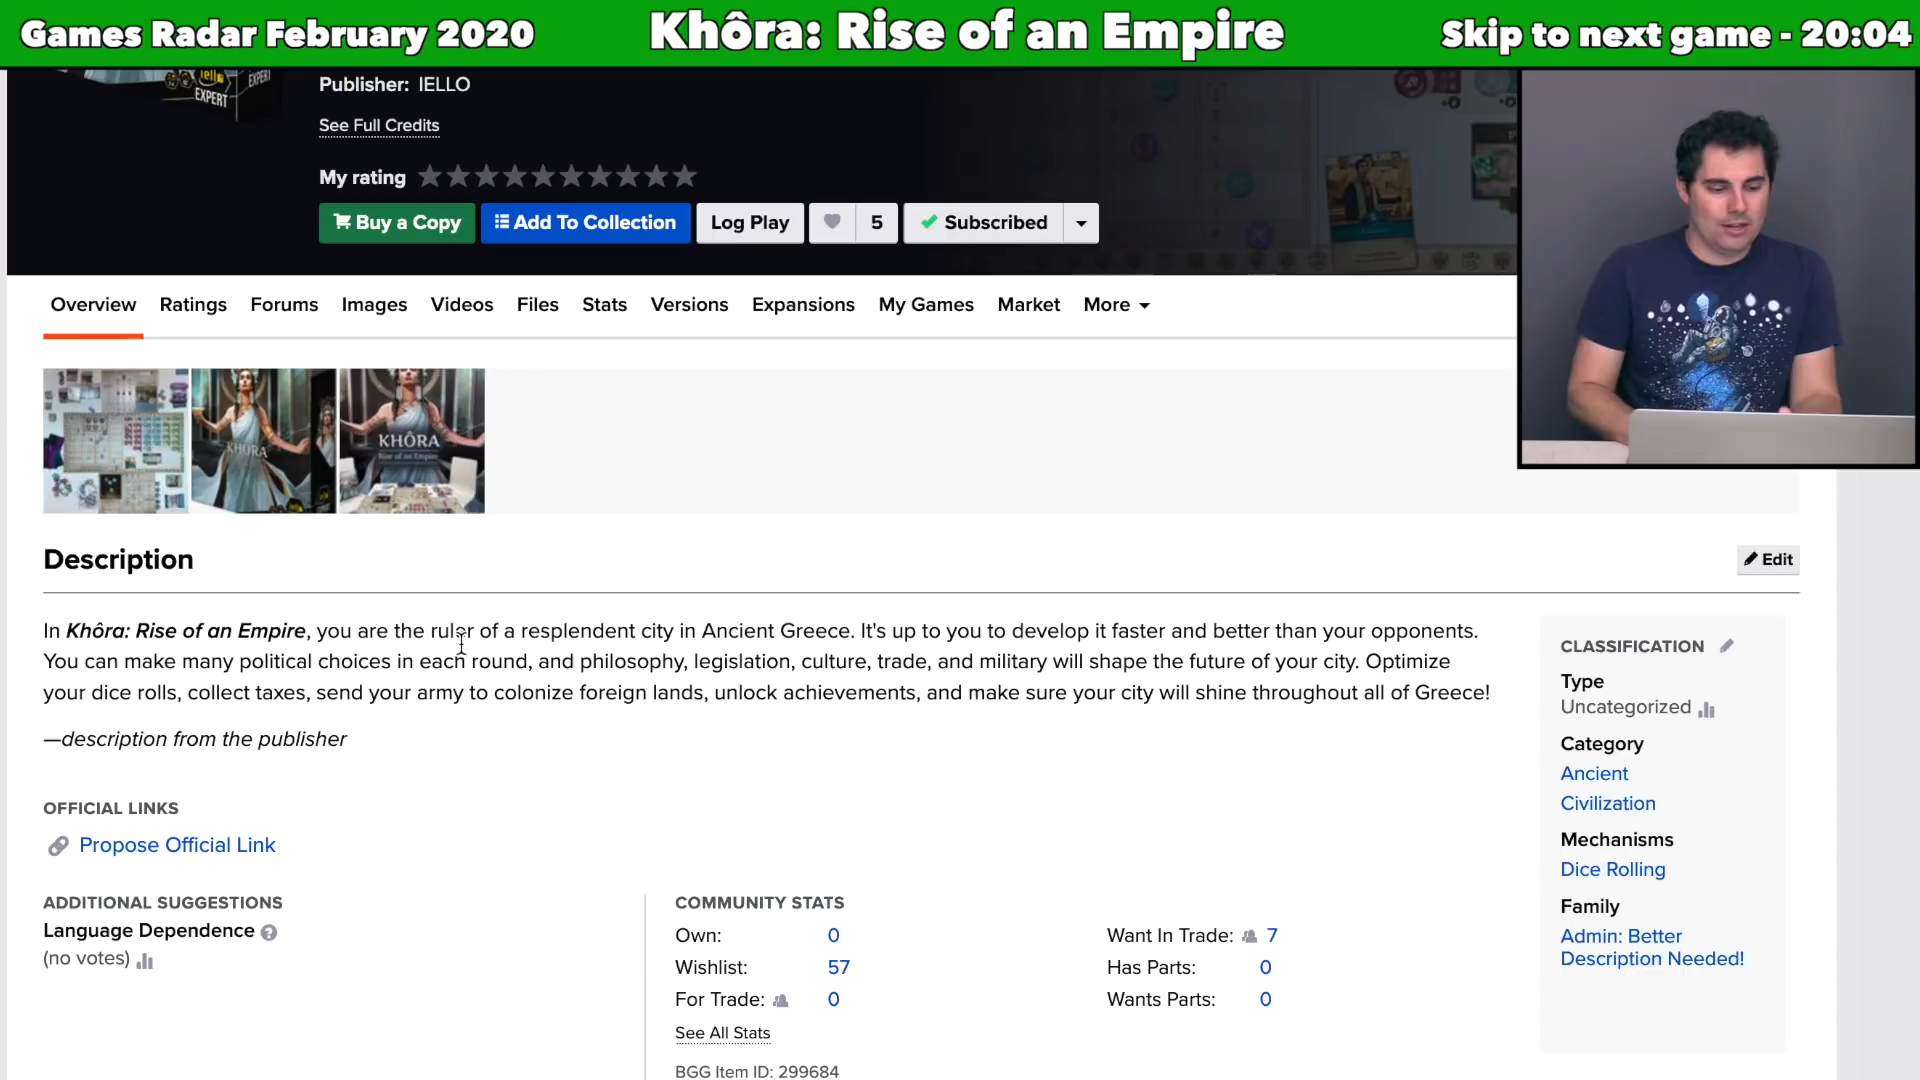 Games Radar February 2020
Khôra: Rise of an Empire
Skip to next game - 20:04
iello
EXPERT
EXPERT
Publisher: IELLO
See Full Credits
My rating
Buy a Copy
Add To Collection
Log Play
5
Subscribed
Overview
Ratings
Forums
Images
Videos
Files
Stats
Versions
Expansions
My Games
Market
More
KHÔRA
KHÔRA
Rise of an Empire
Description
Edit
In Khôra: Rise of an Empire, you are the ruler of a resplendent city in Ancient Greece. It's up to you to develop it faster and better than your opponents.
You can make many political choices in each round, and philosophy, legislation, culture, trade, and military will shape the future of your city. Optimize
your dice rolls, collect taxes, send your army to colonize foreign lands, unlock achievements, and make sure your city will shine throughout all of Greece!
—description from the publisher
OFFICIAL LINKS
Propose Official Link
ADDITIONAL SUGGESTIONS
Language Dependence ?
(no votes)
COMMUNITY STATS
Own: 0
Wishlist: 57
For Trade: 0
Want In Trade: 7
Has Parts: 0
Wants Parts: 0
See All Stats
BGG Item ID: 299684
CLASSIFICATION
Type
Uncategorized
Category
Ancient
Civilization
Mechanisms
Dice Rolling
Family
Admin: Better
Description Needed!